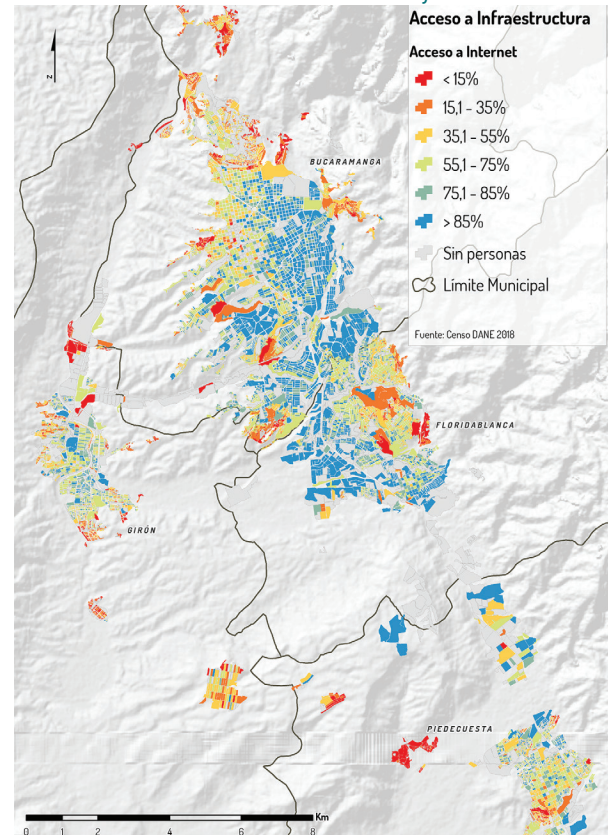 Acceso a Infraestructura
Acceso a Internet
< 15%
15,1 - 35%
35,1 - 55%
55,1 - 75%
75,1 - 85%
> 85%
Sin personas
Límite Municipal
Fuente: Censo DANE 2018
N
BUCARAMANGA
FLORIDABLANCA
GIRÓN
PIEDECUESTA
Km
0 1 2 4 6 8